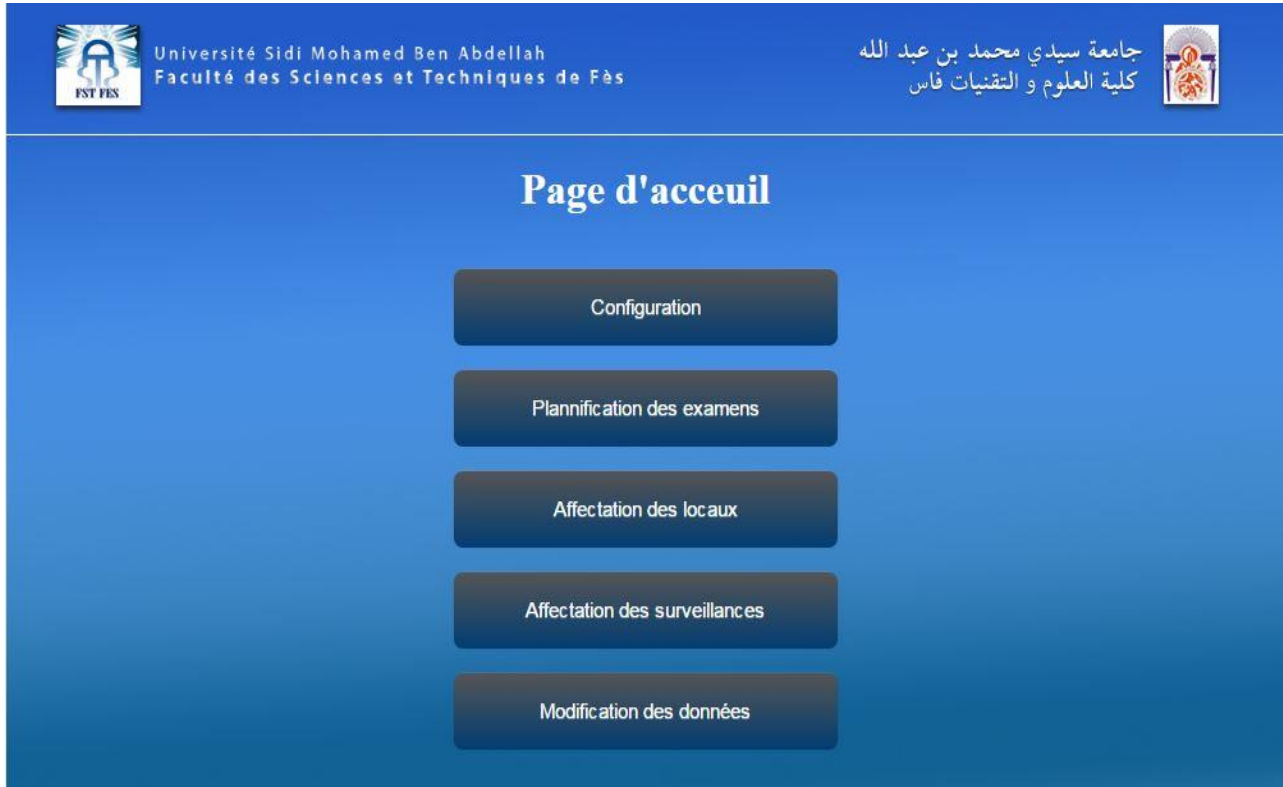 FST FES
Université Sidi Mohamed Ben Abdellah
Faculté des Sciences et Techniques de Fès
جامعة سيدي محمد بن عبد الله
كلية العلوم و التقنيات فاس
Page d'acceuil
Configuration
Plannification des examens
Affectation des locaux
Affectation des surveillances
Modification des données